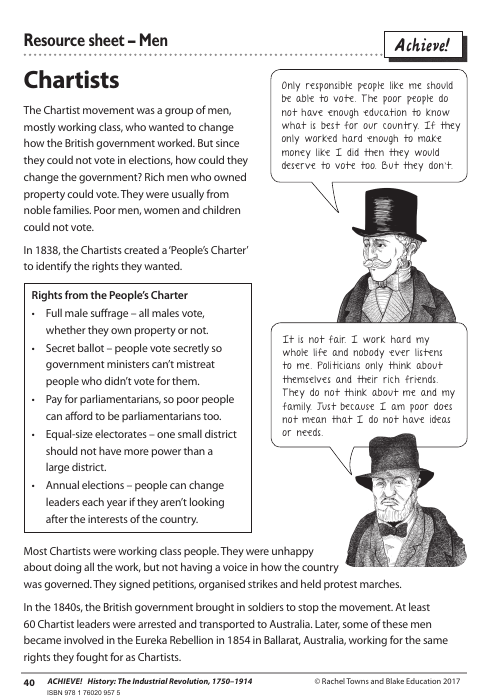 Resource sheet – Men
Achieve!
Chartists
The Chartist movement was a group of men,
mostly working class, who wanted to change
how the British government worked. But since
they could not vote in elections, how could they
change the government? Rich men who owned
property could vote. They were usually from
noble families. Poor men, women and children
could not vote.
In 1838, the Chartists created a ‘People’s Charter’
to identify the rights they wanted.
Rights from the People’s Charter
• Full male suffrage – all males vote,
whether they own property or not.
• Secret ballot – people vote secretly so
government ministers can’t mistreat
people who didn’t vote for them.
• Pay for parliamentarians, so poor people
can afford to be parliamentarians too.
• Equal-size electorates – one small district
should not have more power than a
large district.
• Annual elections – people can change
leaders each year if they aren’t looking
after the interests of the country.
Only responsible people like me should
be able to vote. The poor people do
not have enough education to know
what is best for our country. If they
only worked hard enough to make
money like I did then they would
deserve to vote too. But they don’t.
It is not fair. I work hard my
whole life and nobody ever listens
to me. Politicians only think about
themselves and their rich friends.
They do not think about me and my
family. Just because I am poor does
not mean that I do not have ideas
or needs.
Most Chartists were working class people. They were unhappy
about doing all the work, but not having a voice in how the country
was governed. They signed petitions, organised strikes and held protest marches.
In the 1840s, the British government brought in soldiers to stop the movement. At least
60 Chartist leaders were arrested and transported to Australia. Later, some of these men
became involved in the Eureka Rebellion in 1854 in Ballarat, Australia, working for the same
rights they fought for as Chartists.
40 ACHIEVE! History: The Industrial Revolution, 1750–1914 © Rachel Towns and Blake Education 2017
ISBN 978 1 76020 957 5